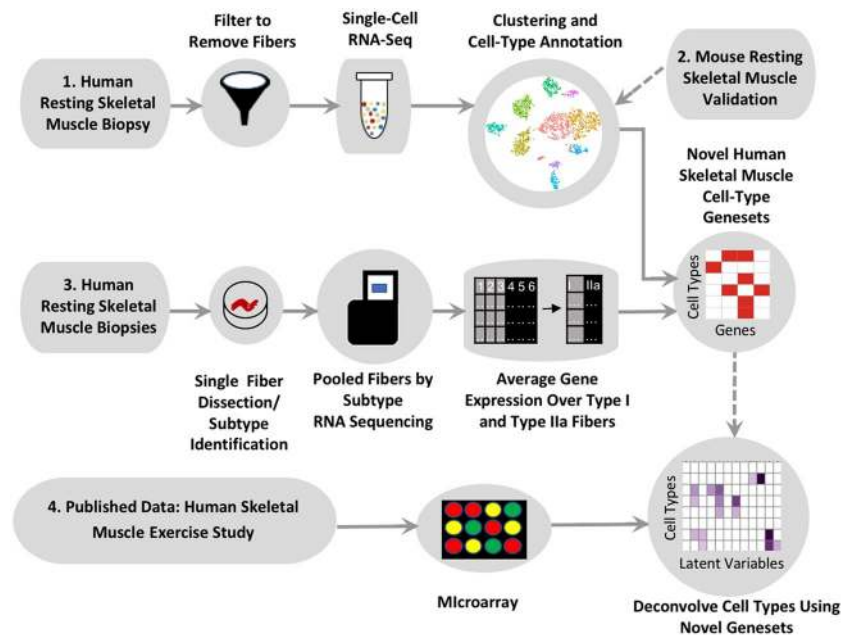 Filter to
Remove Fibers
Single-Cell
RNA-Seq
Clustering and
Cell-Type Annotation
1. Human
Resting Skeletal
Muscle Biopsy
2. Mouse Resting
Skeletal Muscle
Validation
Novel Human
Skeletal Muscle
Cell-Type
Genesets
Cell Types
Genes
3. Human
Resting Skeletal
Muscle Biopsies
1 2 3 4 5 6
I IIa
Single Fiber
Dissection/
Subtype
Identification
Pooled Fibers by
Subtype
RNA Sequencing
Average Gene
Expression Over Type I
and Type IIa Fibers
4. Published Data: Human Skeletal
Muscle Exercise Study
MIcroarray
Cell Types
Latent Variables
Deconvolve Cell Types Using
Novel Genesets